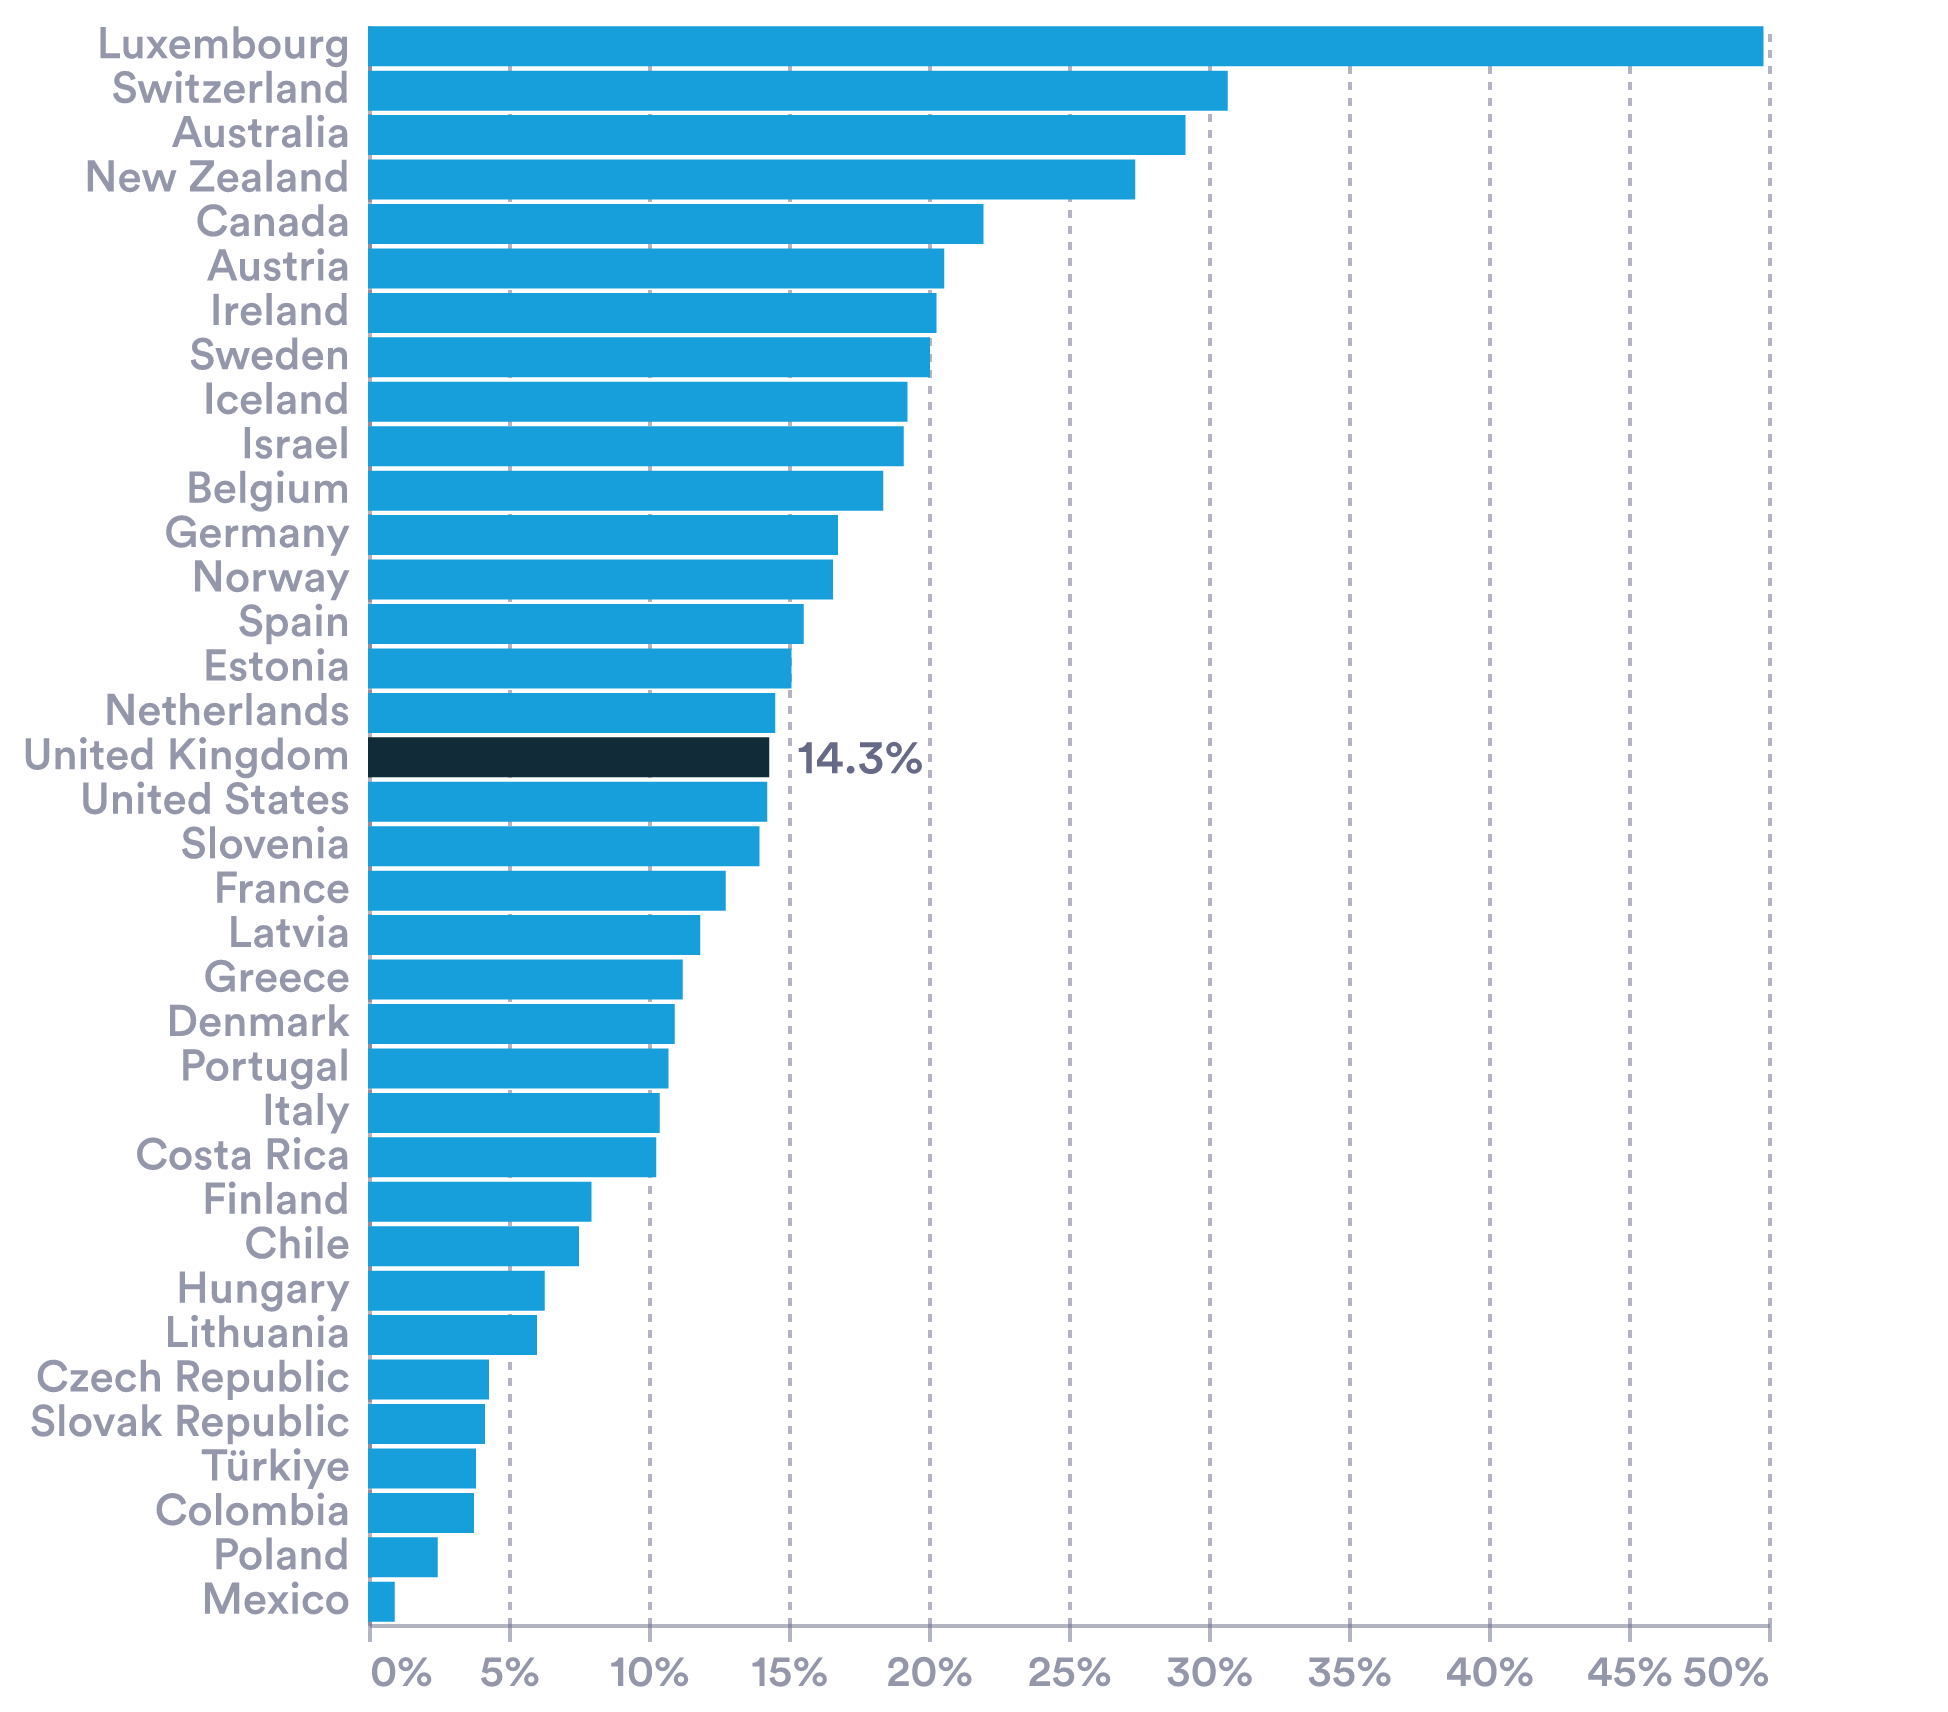 Luxembourg
Switzerland
Australia
New Zealand
Canada
Austria
Ireland
Sweden
Iceland
Israel
Belgium
Germany
Norway
Spain
Estonia
Netherlands
United Kingdom 14.3%
United States
Slovenia
France
Latvia
Greece
Denmark
Portugal
Italy
Costa Rica
Finland
Chile
Hungary
Lithuania
Czech Republic
Slovak Republic
Türkiye
Colombia
Poland
Mexico
0% 5% 10% 15% 20% 25% 30% 35% 40% 45% 50%